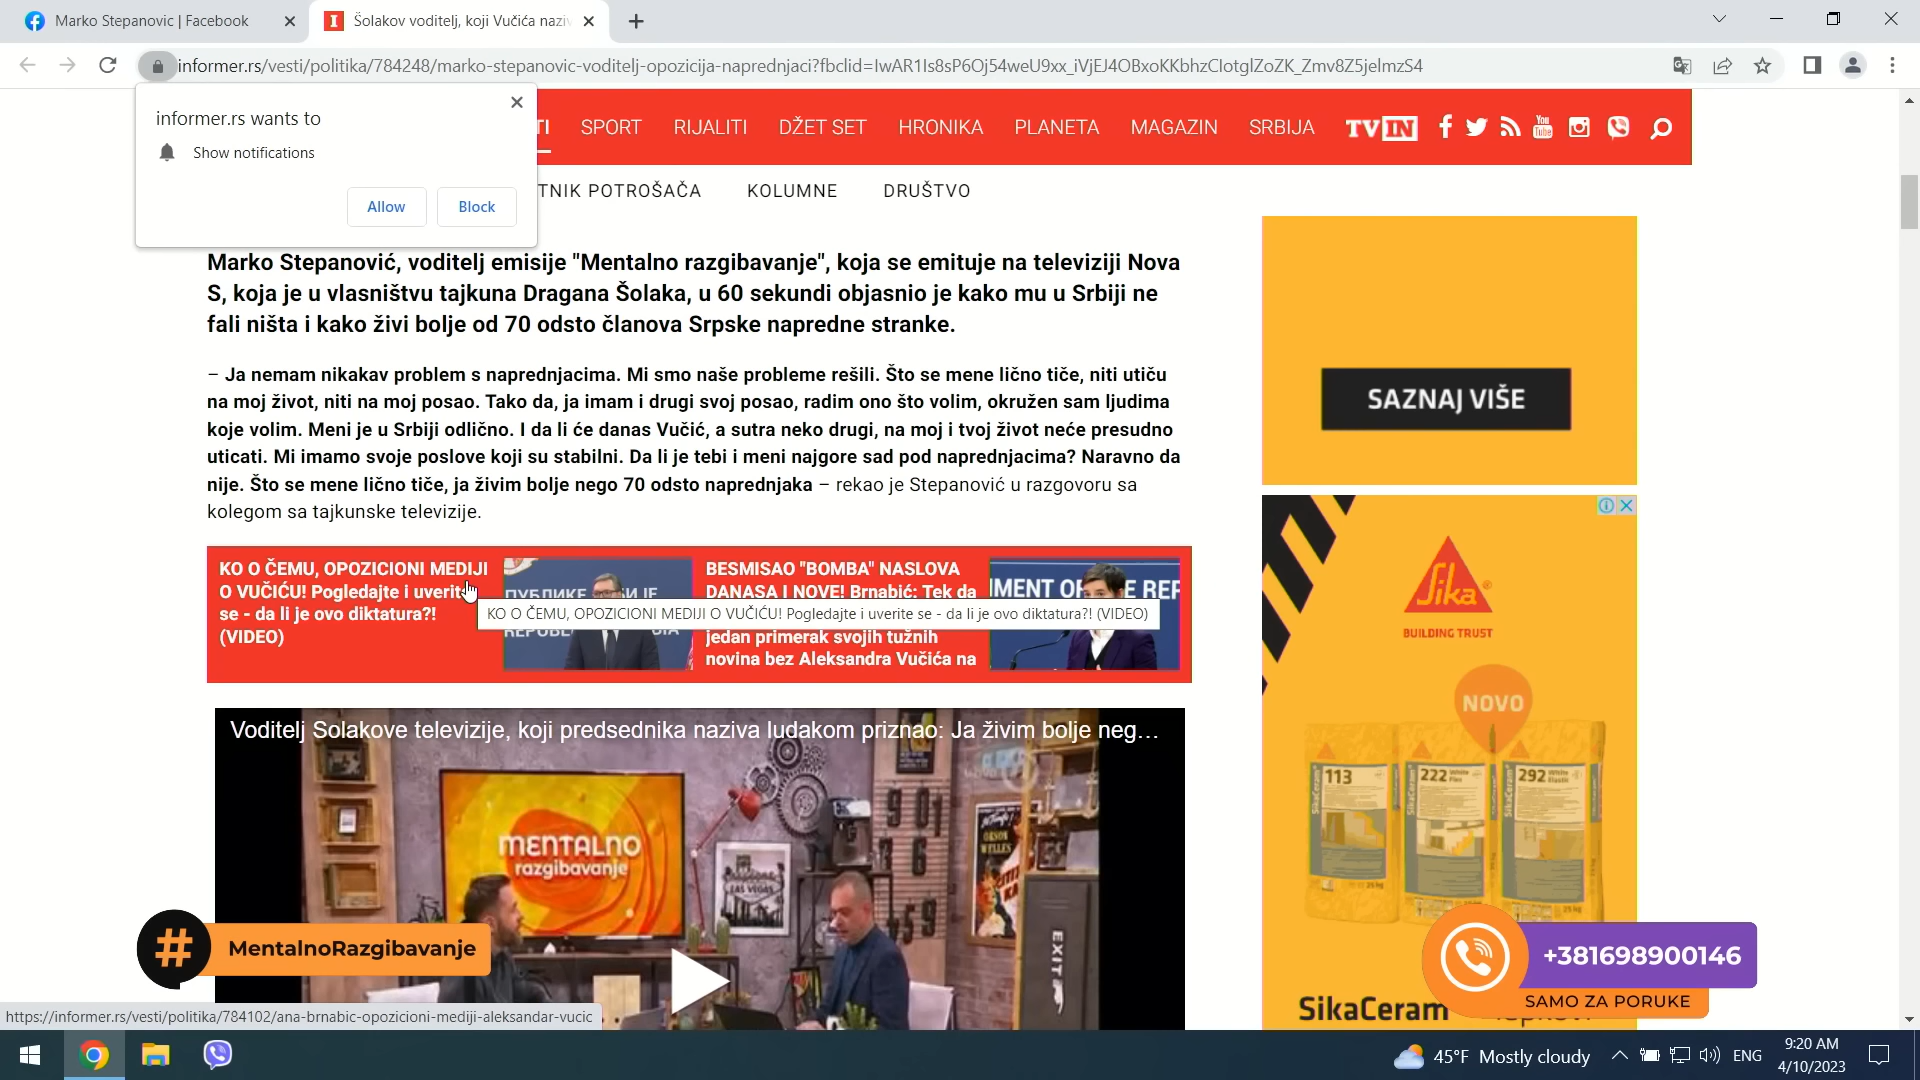 Marko Stepanovic | Facebook
Šolakov voditelj, koji Vučića naziv
informer.rs/vesti/politika/784248/marko-stepanovic-voditelj-opozicija-naprednjaci?fbclid=IwAR1Is8sP6Oj54weU9xx_iVjEJ4OBxoKKbhzCIotglZoZK_Zmv8Z5jelmzS4
informer.rs wants to
Show notifications
Allow
Block
TI
SPORT
RIJALITI
DŽET SET
HRONIKA
PLANETA
MAGAZIN
SRBIJA
TV IN
You Tube
TNIK POTROŠAČA
KOLUMNE
DRUŠTVO
Marko Stepanović, voditelj emisije "Mentalno razgibavanje", koja se emituje na televiziji Nova
S, koja je u vlasništvu tajkuna Dragana Šolaka, u 60 sekundi objasnio je kako mu u Srbiji ne
fali ništa i kako živi bolje od 70 odsto članova Srpske napredne stranke.
– Ja nemam nikakav problem s naprednjacima. Mi smo naše probleme rešili. Što se mene lično tiče, niti utiču
na moj život, niti na moj posao. Tako da, ja imam i drugi svoj posao, radim ono što volim, okružen sam ljudima
koje volim. Meni je u Srbiji odlično. I da li će danas Vučić, a sutra neko drugi, na moj i tvoj život neće presudno
uticati. Mi imamo svoje poslove koji su stabilni. Da li je tebi i meni najgore sad pod naprednjacima? Naravno da
nije. Što se mene lično tiče, ja živim bolje nego 70 odsto naprednjaka – rekao je Stepanović u razgovoru sa
kolegom sa tajkunske televizije.
KO O ČEMU, OPOZICIONI MEDIJI
O VUČIĆU! Pogledajte i uverite
se - da li je ovo diktatura?!
(VIDEO)
BESMISAO "BOMBA" NASLOVA
DANASA I NOVE! Brnabić: Tek da
jedan primerak svojih tužnih
novina bez Aleksandra Vučića na
KO O ČEMU, OPOZICIONI MEDIJI O VUČIĆU! Pogledajte i uverite se - da li je ovo diktatura?! (VIDEO)
Voditelj Solakove televizije, koji predsednika naziva ludakom priznao: Ja živim bolje neg...
MENTALNO
razgibavanje
LAS VEGAS
ORSON
WELLES
EXIT
SAZNAJ VIŠE
Sika
BUILDING TRUST
NOVO
113
222
292
SikaCeram
# MentalnoRazgibavanje
+381698900146
SAMO ZA PORUKE
https://informer.rs/vesti/politika/784102/ana-brnabic-opozicioni-mediji-aleksandar-vucic
45°F Mostly cloudy
ENG
9:20 AM
4/10/2023